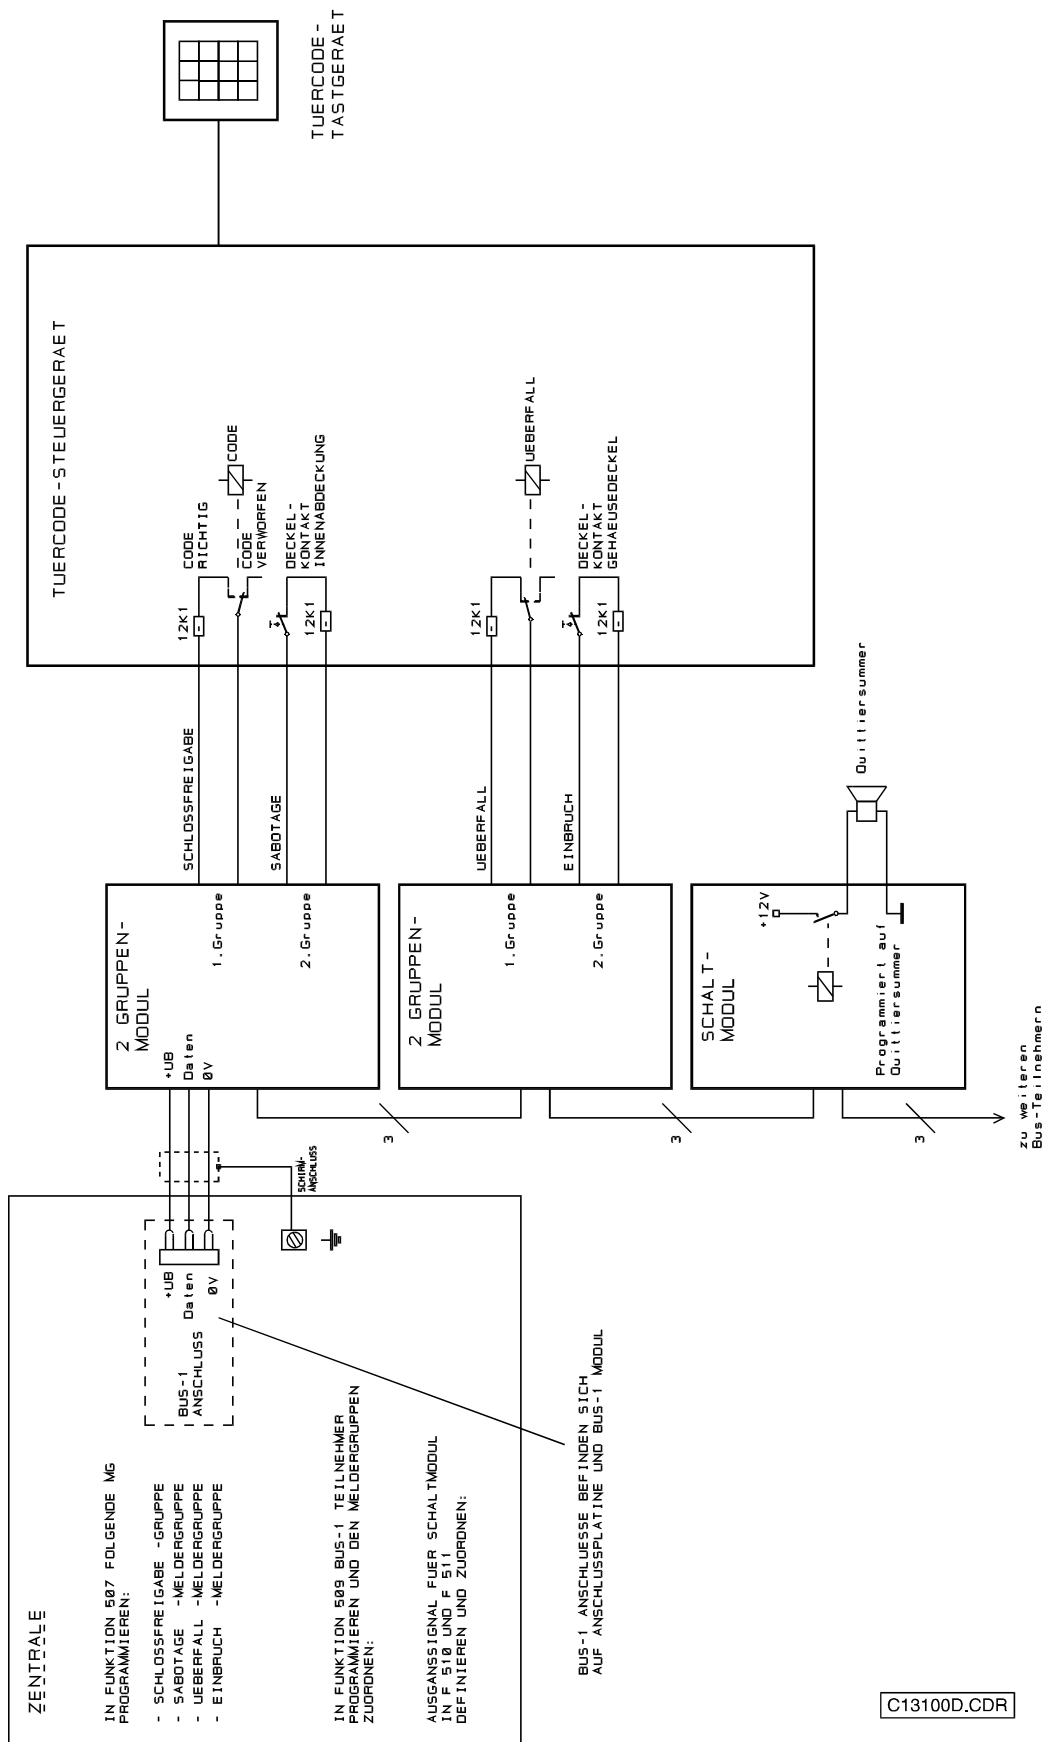 ZENTRALE
IN FUNKTION 507 FOLGENDE MG
PROGRAMMIEREN:
- SCHLOSSFREIGABE -GRUPPE
- SABOTAGE -MELDERGRUPPE
- UEBERFALL -MELDERGRUPPE
- EINBRUCH -MELDERGRUPPE
IN FUNKTION 509 BUS-1 TEILNEHMER
PROGRAMMIEREN UND DEN MELDERGRUPPEN
ZUORDNEN:
AUSGANSSIGNAL FUER SCHALTMODUL
IN F 510 UND F 511
DEFINIEREN UND ZUORDNEN:
BUS-1
ANSCHLUSS
+UB
Daten
0V
SCHIRM-
ANSCHLUSS
BUS-1 ANSCHLUESSE BEFINDEN SICH
AUF ANSCHLUSSPLATINE UND BUS-1 MODUL
2 GRUPPEN-
MODUL
+UB
Daten
0V
1.Gruppe
2.Gruppe
3
2 GRUPPEN-
MODUL
1.Gruppe
2.Gruppe
3
SCHALT-
MODUL
+12V
Programmiert auf
Quittiersummer
3
zu weiteren
Bus-Teilnehmern
Quittiersummer
SCHLOSSFREIGABE
SABOTAGE
UEBERFALL
EINBRUCH
TUERCODE-STEUERGERAET
12K1
CODE
RICHTIG
CODE
CODE
VERWORFEN
12K1
DECKEL-
KONTAKT
INNENABDECKUNG
12K1
UEBERFALL
12K1
DECKEL-
KONTAKT
GEHAEUSEDECKEL
TUERCODE-
TASTGERAET
C13100D.CDR